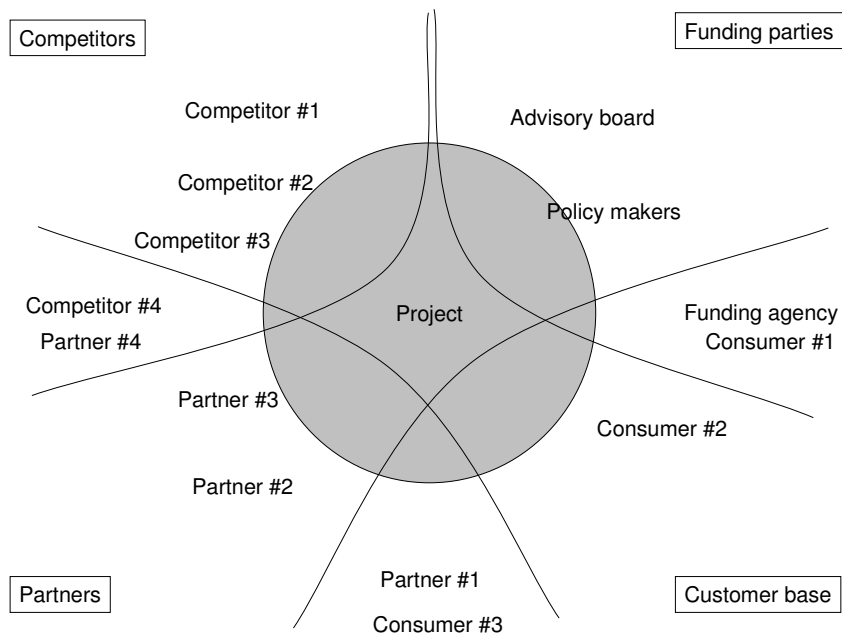 Competitors
Funding parties
Competitor #1
Advisory board
Competitor #2
Policy makers
Competitor #3
Competitor #4
Partner #4
Project
Funding agency
Consumer #1
Partner #3
Consumer #2
Partner #2
Partner #1
Consumer #3
Partners
Customer base